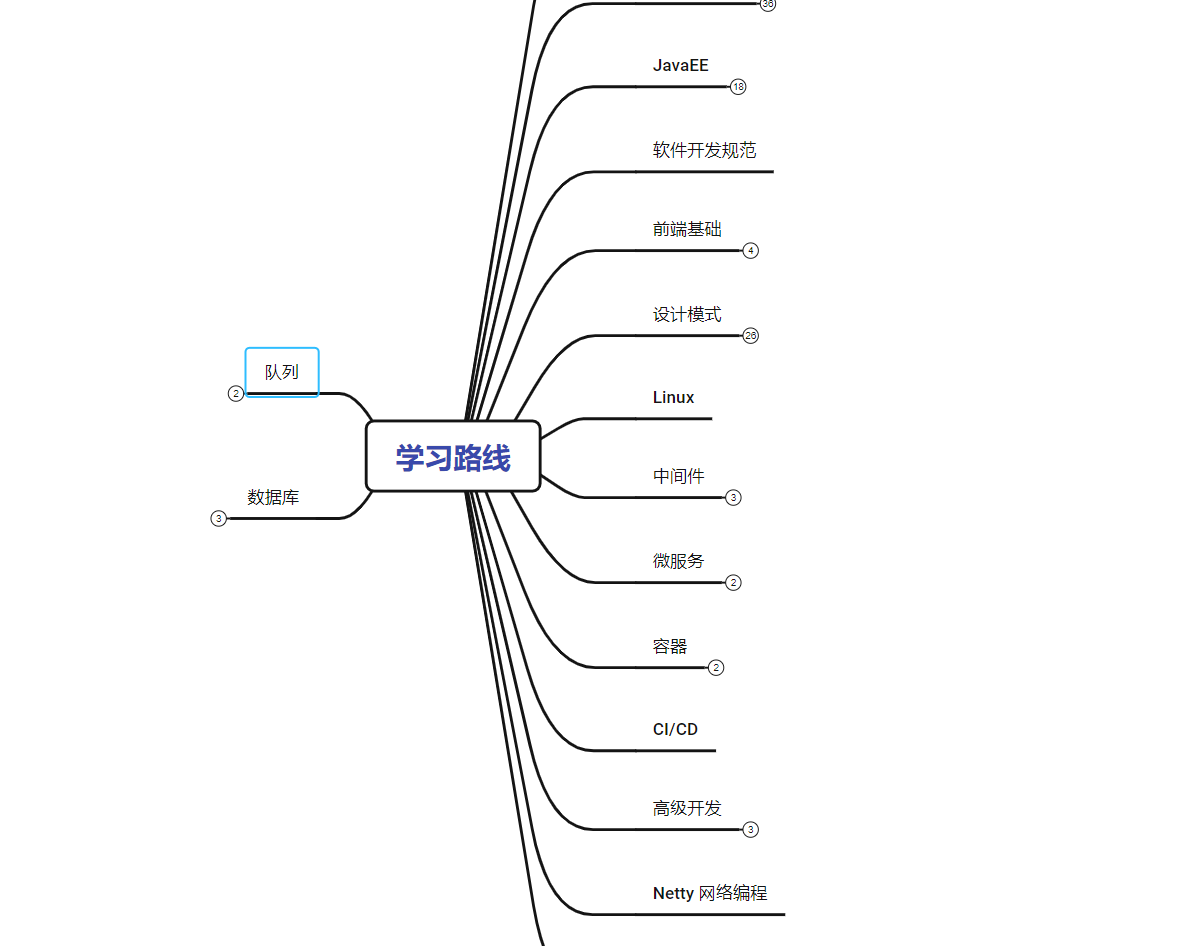 36
JavaEE
18
软件开发规范
前端基础
4
设计模式
26
队列
2
Linux
学习路线
中间件
3
数据库
3
微服务
2
容器
2
CI/CD
高级开发
3
Netty 网络编程